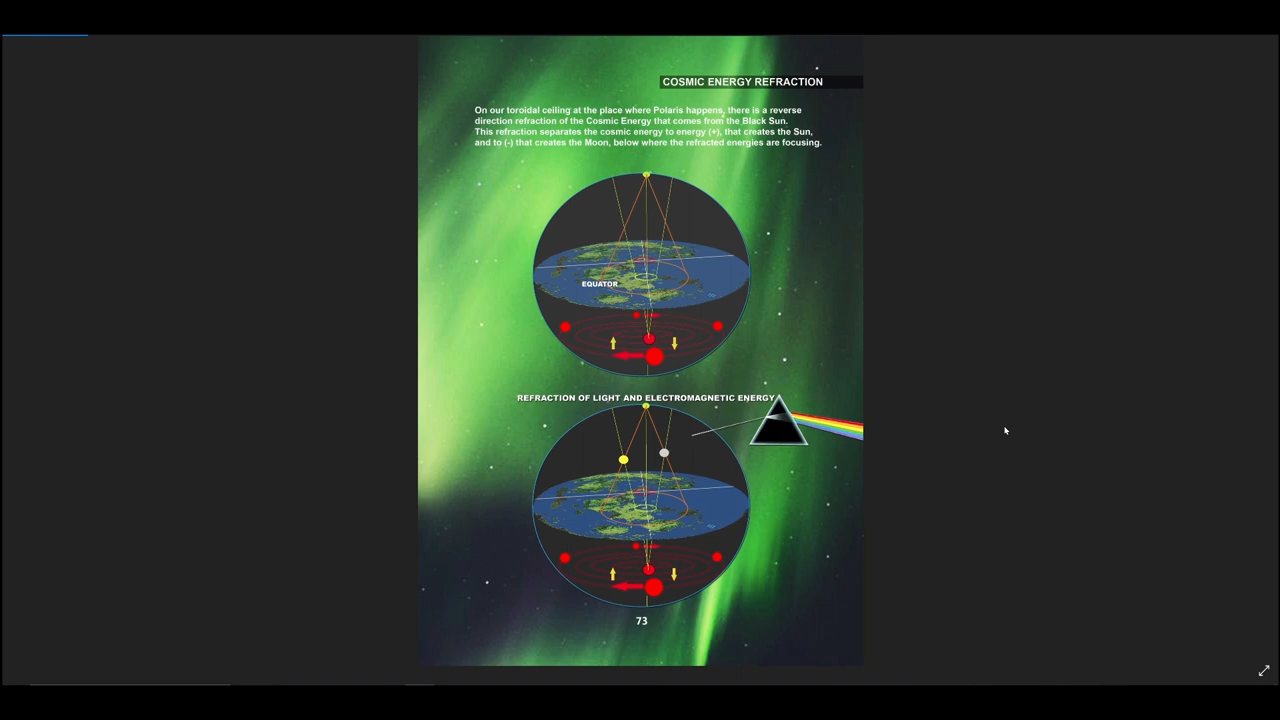 COSMIC ENERGY REFRACTION
On our toroidal ceiling at the place where Polaris happens, there is a reverse
direction refraction of the Cosmic Energy that comes from the Black Sun.
This refraction separates the cosmic energy to energy (+), that creates the Sun,
and to (-) that creates the Moon, below where the refracted energies are focusing.
EQUATOR
REFRACTION OF LIGHT AND ELECTROMAGNETIC ENERGY
73